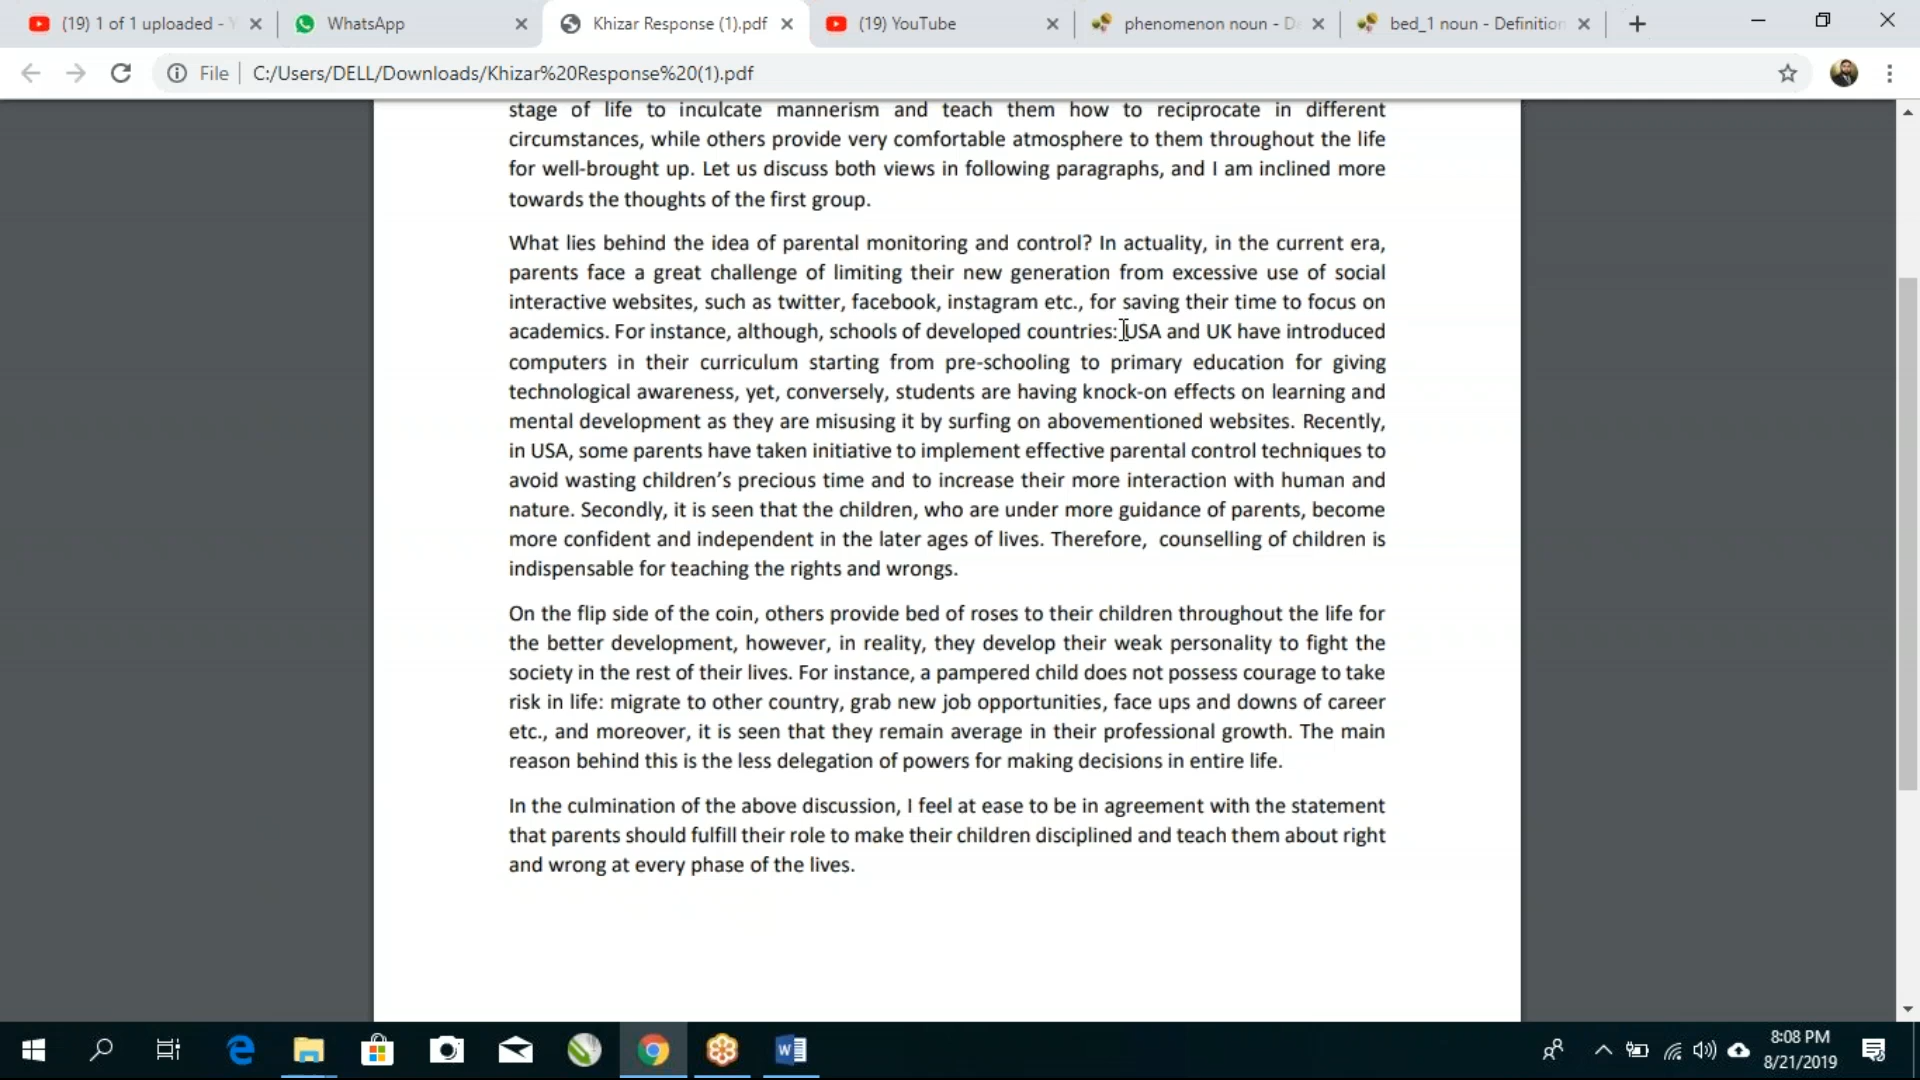 (19) 1 of 1 uploaded - Y
WhatsApp
Khizar Response (1).pdf
(19) YouTube
phenomenon noun - D
bed_1 noun - Definition
File
C:/Users/DELL/Downloads/Khizar%20Response%20(1).pdf
stage of life to inculcate mannerism and teach them how to reciprocate in different
circumstances, while others provide very comfortable atmosphere to them throughout the life
for well-brought up. Let us discuss both views in following paragraphs, and I am inclined more
towards the thoughts of the first group.
What lies behind the idea of parental monitoring and control? In actuality, in the current era,
parents face a great challenge of limiting their new generation from excessive use of social
interactive websites, such as twitter, facebook, instagram etc., for saving their time to focus on
academics. For instance, although, schools of developed countries: USA and UK have introduced
computers in their curriculum starting from pre-schooling to primary education for giving
technological awareness, yet, conversely, students are having knock-on effects on learning and
mental development as they are misusing it by surfing on abovementioned websites. Recently,
in USA, some parents have taken initiative to implement effective parental control techniques to
avoid wasting children's precious time and to increase their more interaction with human and
nature. Secondly, it is seen that the children, who are under more guidance of parents, become
more confident and independent in the later ages of lives. Therefore,  counselling of children is
indispensable for teaching the rights and wrongs.
On the flip side of the coin, others provide bed of roses to their children throughout the life for
the better development, however, in reality, they develop their weak personality to fight the
society in the rest of their lives. For instance, a pampered child does not possess courage to take
risk in life: migrate to other country, grab new job opportunities, face ups and downs of career
etc., and moreover, it is seen that they remain average in their professional growth. The main
reason behind this is the less delegation of powers for making decisions in entire life.
In the culmination of the above discussion, I feel at ease to be in agreement with the statement
that parents should fulfill their role to make their children disciplined and teach them about right
and wrong at every phase of the lives.
8:08 PM
8/21/2019